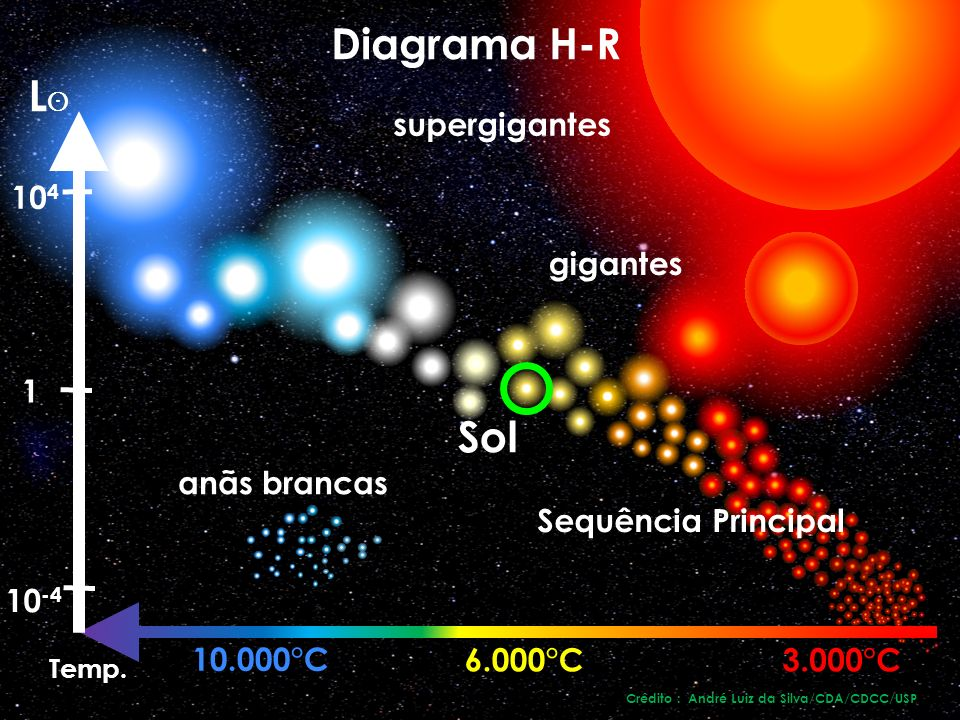 Diagrama H-R
L☉
supergigantes
10⁴
gigantes
1
Sol
anãs brancas
Sequência Principal
10⁻⁴
10.000°C 6.000°C 3.000°C
Temp.
Crédito : André Luiz da Silva/CDA/CDCC/USP